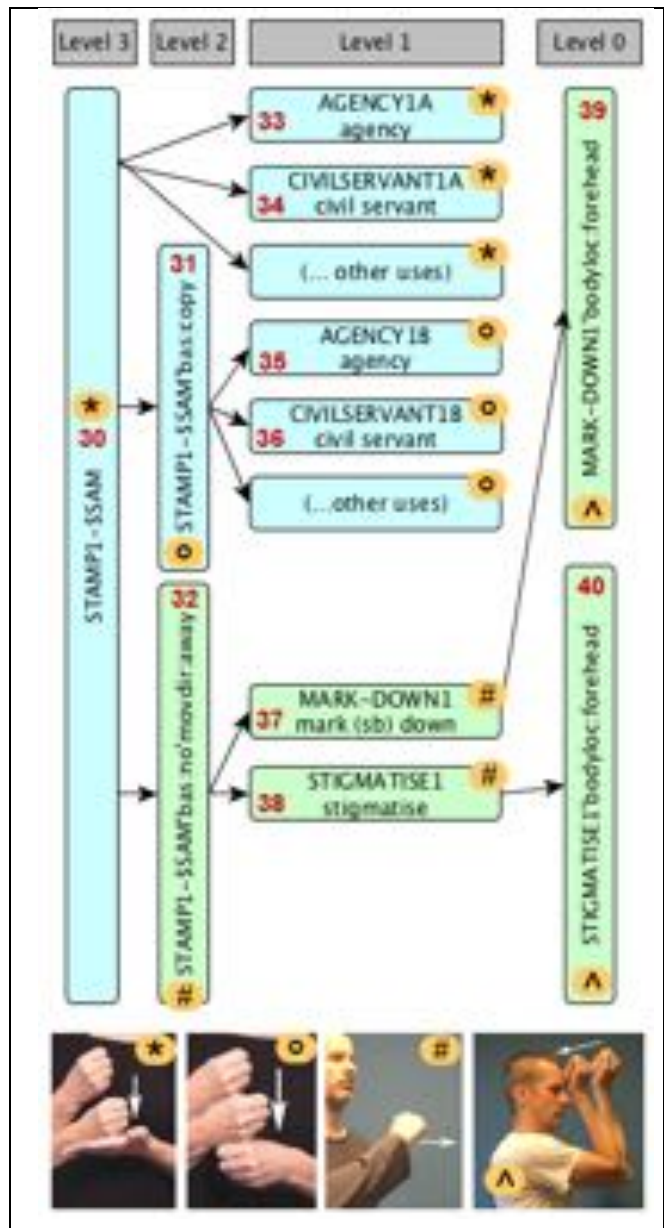 Level 3 Level 2 Level 1 Level 0
STAMP1-$SAM
*
30
31
STAMP1-$SAM'bas:copy
o
32
STAMP1-$SAM'bas:no'movdir:away
#
AGENCY1A *
33 agency
CIVILSERVANT1A *
34 civil servant
(... other uses) *
AGENCY1B o
35 agency
CIVILSERVANT1B o
36 civil servant
(...other uses) o
MARK-DOWN1 #
37 mark (sb) down
STIGMATISE1 #
38 stigmatise
39
MARK-DOWN1'bodyloc:forehead
^
40
STIGMATISE1'bodyloc:forehead
^
* o # ^